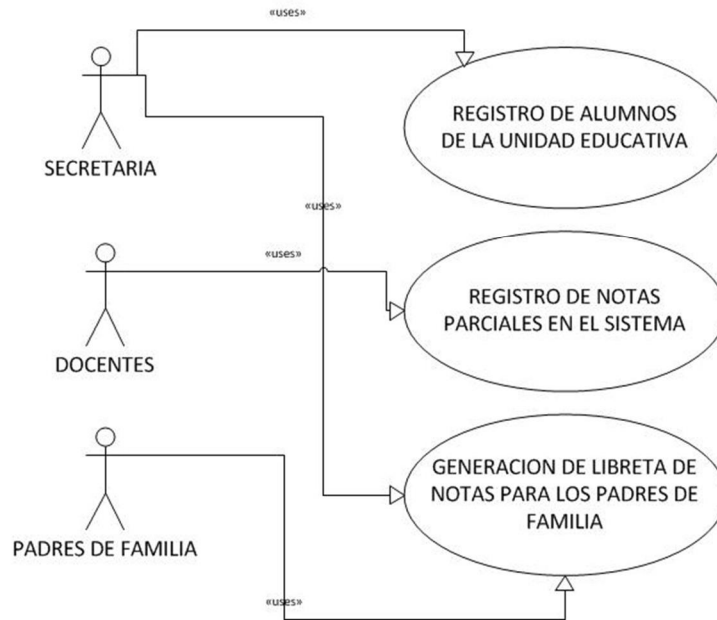 «uses»
REGISTRO DE ALUMNOS
DE LA UNIDAD EDUCATIVA
SECRETARIA
«uses»
«uses»
REGISTRO DE NOTAS
PARCIALES EN EL SISTEMA
DOCENTES
GENERACION DE LIBRETA DE
NOTAS PARA LOS PADRES DE
FAMILIA
PADRES DE FAMILIA
«uses»